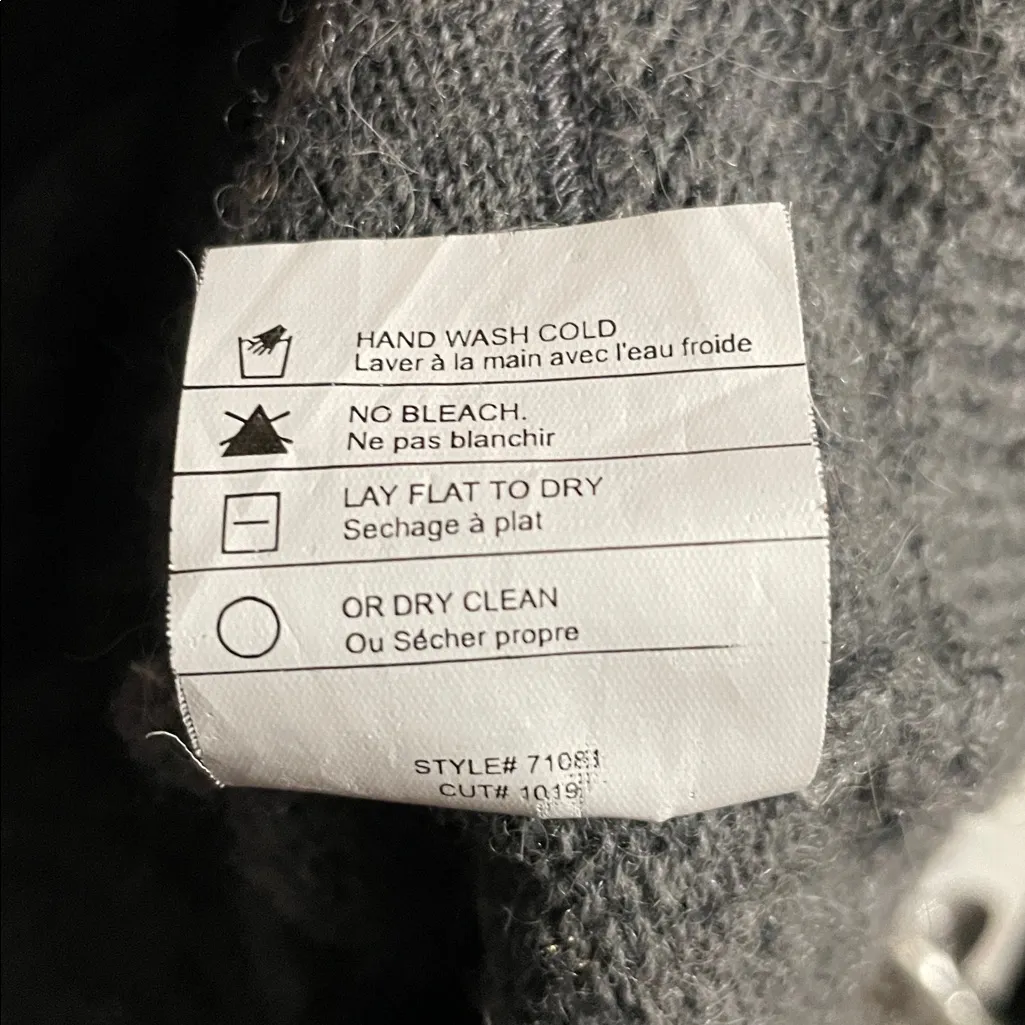 HAND WASH COLD
Laver à la main avec l'eau froide
NO BLEACH.
Ne pas blanchir
LAY FLAT TO DRY
Sechage à plat
OR DRY CLEAN
Ou Sécher propre
STYLE# 71081
CUT# 1019